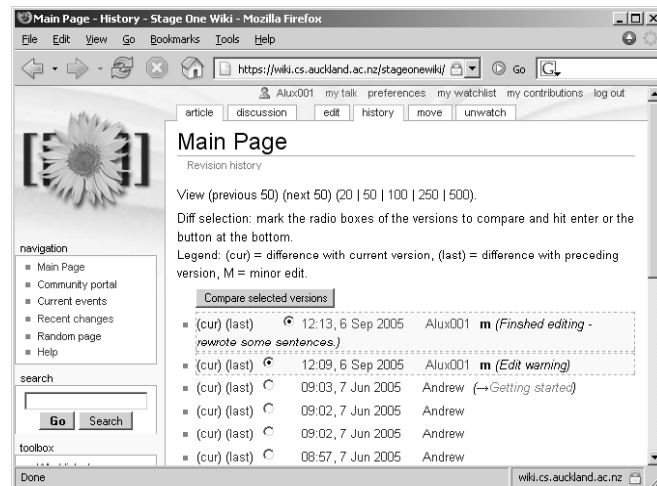 Main Page - History - Stage One Wiki - Mozilla Firefox
File Edit View Go Bookmarks Tools Help
https://wiki.cs.auckland.ac.nz/stageonewiki/ Go G
Alux001 my talk preferences my watchlist my contributions log out
article discussion edit history move unwatch
Main Page
Revision history
View (previous 50) (next 50) (20 | 50 | 100 | 250 | 500).
Diff selection: mark the radio boxes of the versions to compare and hit enter or the
button at the bottom.
Legend: (cur) = difference with current version, (last) = difference with preceding
version, M = minor edit.
Compare selected versions
(cur) (last) 12:13, 6 Sep 2005 Alux001 m (Finshed editing -
rewrote some sentences.)
(cur) (last) 12:09, 6 Sep 2005 Alux001 m (Edit warning)
(cur) (last) 09:03, 7 Jun 2005 Andrew (→Getting started)
(cur) (last) 09:02, 7 Jun 2005 Andrew
(cur) (last) 09:02, 7 Jun 2005 Andrew
(cur) (last) 08:57, 7 Jun 2005 Andrew
navigation
Main Page
Community portal
Current events
Recent changes
Random page
Help
search
Go Search
toolbox
Done wiki.cs.auckland.ac.nz